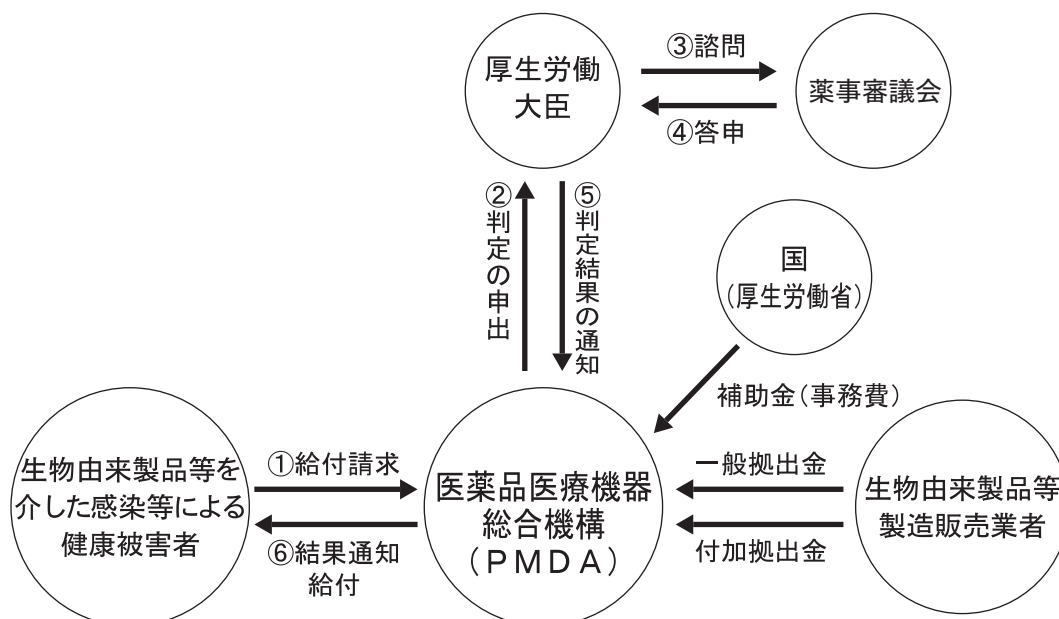 厚生労働
大臣
③諮問
④答申
薬事審議会
②判定の申出
⑤判定結果の通知
国
(厚生労働省)
補助金(事務費)
生物由来製品等を
介した感染等による
健康被害者
①給付請求
⑥結果通知
給付
医薬品医療機器
総合機構
(PMDA)
一般拠出金
付加拠出金
生物由来製品等
製造販売業者